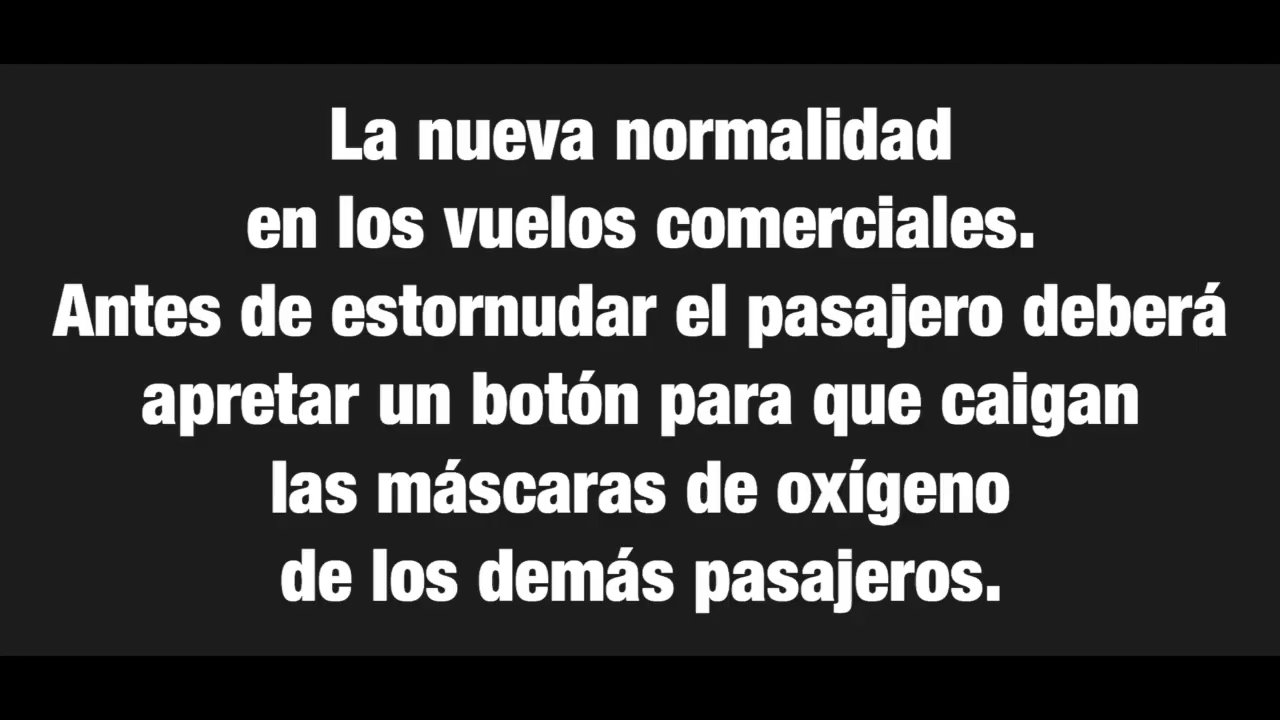 La nueva normalidad
en los vuelos comerciales.
Antes de estornudar el pasajero deberá
apretar un botón para que caigan
las máscaras de oxígeno
de los demás pasajeros.